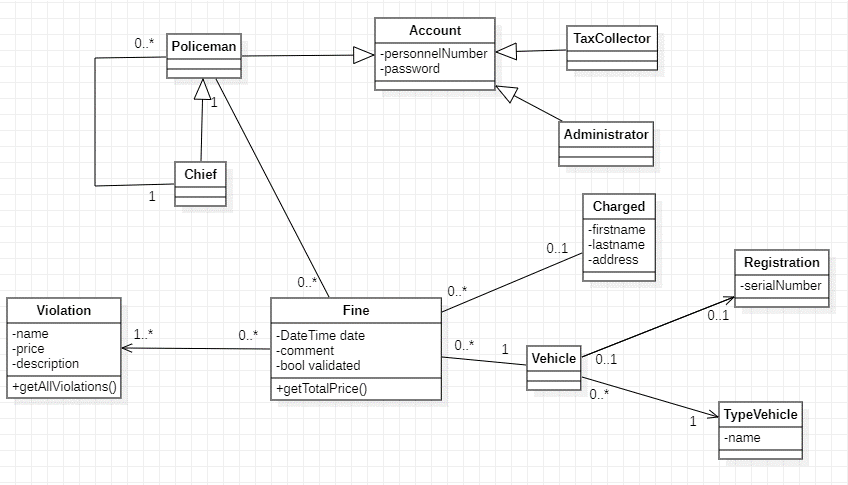 Account
-personnelNumber
-password
TaxCollector
0..*
Policeman
1
Administrator
Chief
1
Charged
-firstname
-lastname
-address
0..1
Registration
-serialNumber
0..*
0..*
Violation
-name
-price
-description
+getAllViolations()
1..*
0..*
Fine
-DateTime date
-comment
-bool validated
+getTotalPrice()
0..*
1
Vehicle
0..1
0..1
0..*
1
TypeVehicle
-name